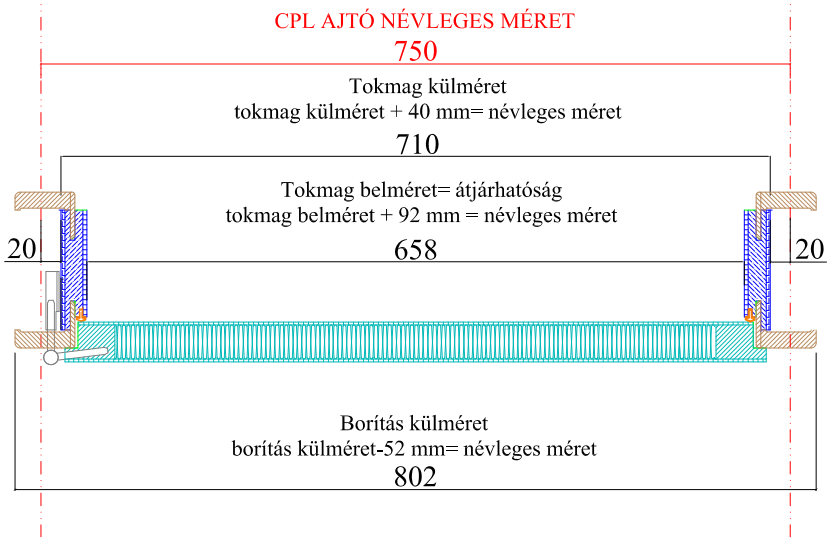 CPL AJTÓ NÉVLEGES MÉRET
750
Tokmag külméret
tokmag külméret + 40 mm= névleges méret
710
Tokmag belméret= átjárhatóság
tokmag belméret + 92 mm = névleges méret
20
658
20
Borítás külméret
borítás külméret-52 mm= névleges méret
802